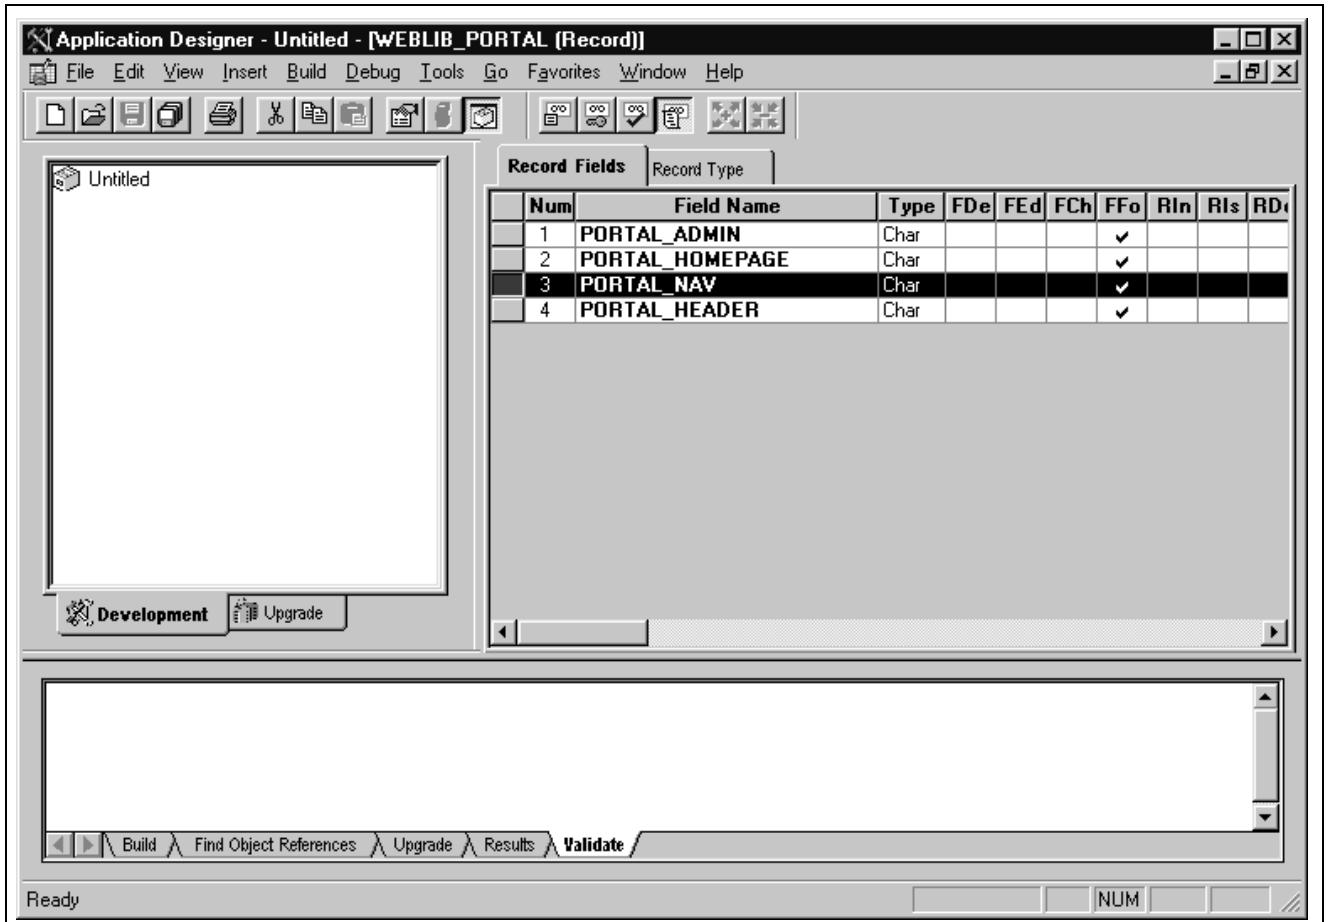 Application Designer - Untitled - [WEBLIB_PORTAL (Record)]
File Edit View Insert Build Debug Tools Go Favorites Window Help
Untitled
Record Fields Record Type
Num Field Name Type FDe FEd FCh FFo RIn RIs RDe
1 PORTAL_ADMIN Char
2 PORTAL_HOMEPAGE Char
3 PORTAL_NAV Char
4 PORTAL_HEADER Char
Development Upgrade
Build Find Object References Upgrade Results Validate
Ready NUM